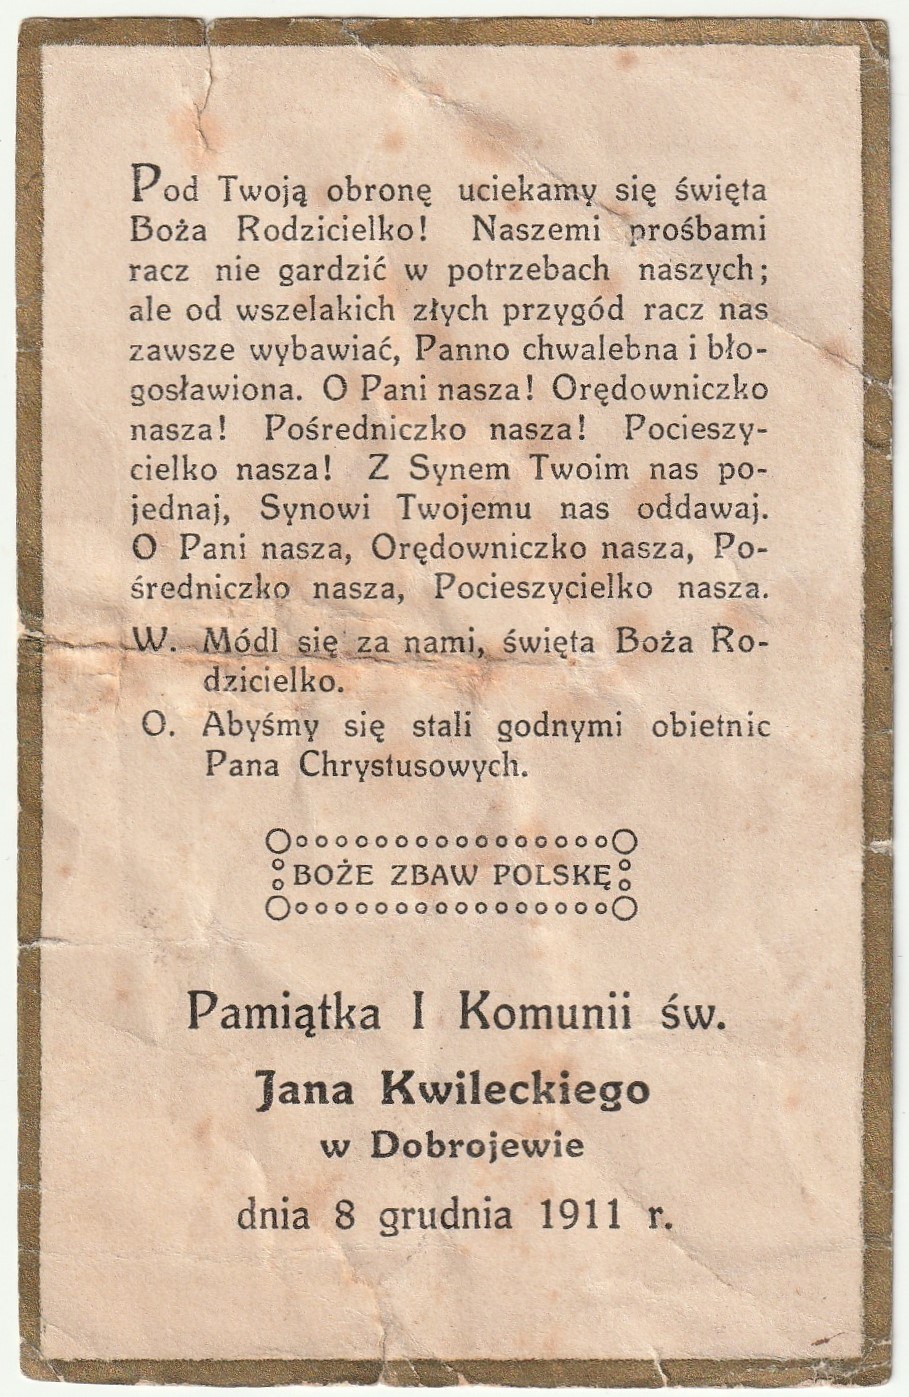 Pod Twoją obronę uciekamy się święta
Boża Rodzicielko! Naszemi prośbami
racz nie gardzić w potrzebach naszych;
ale od wszelakich złych przygód racz nas
zawsze wybawiać, Panno chwalebna i bło-
gosławiona. O Pani nasza! Orędowniczko
nasza! Pośredniczko nasza! Pocieszy-
cielko nasza! Z Synem Twoim nas po-
jednaj, Synowi Twojemu nas oddawaj.
O Pani nasza, Orędowniczko nasza, Po-
średniczko nasza, Pocieszycielko nasza.
W. Módl się za nami, święta Boża Ro-
dzicielko.
O. Abyśmy się stali godnymi obietnic
Pana Chrystusowych.
BOŻE ZBAW POLSKĘ
Pamiątka I Komunii św.
Jana Kwileckiego
w Dobrojewie
dnia 8 grudnia 1911 r.